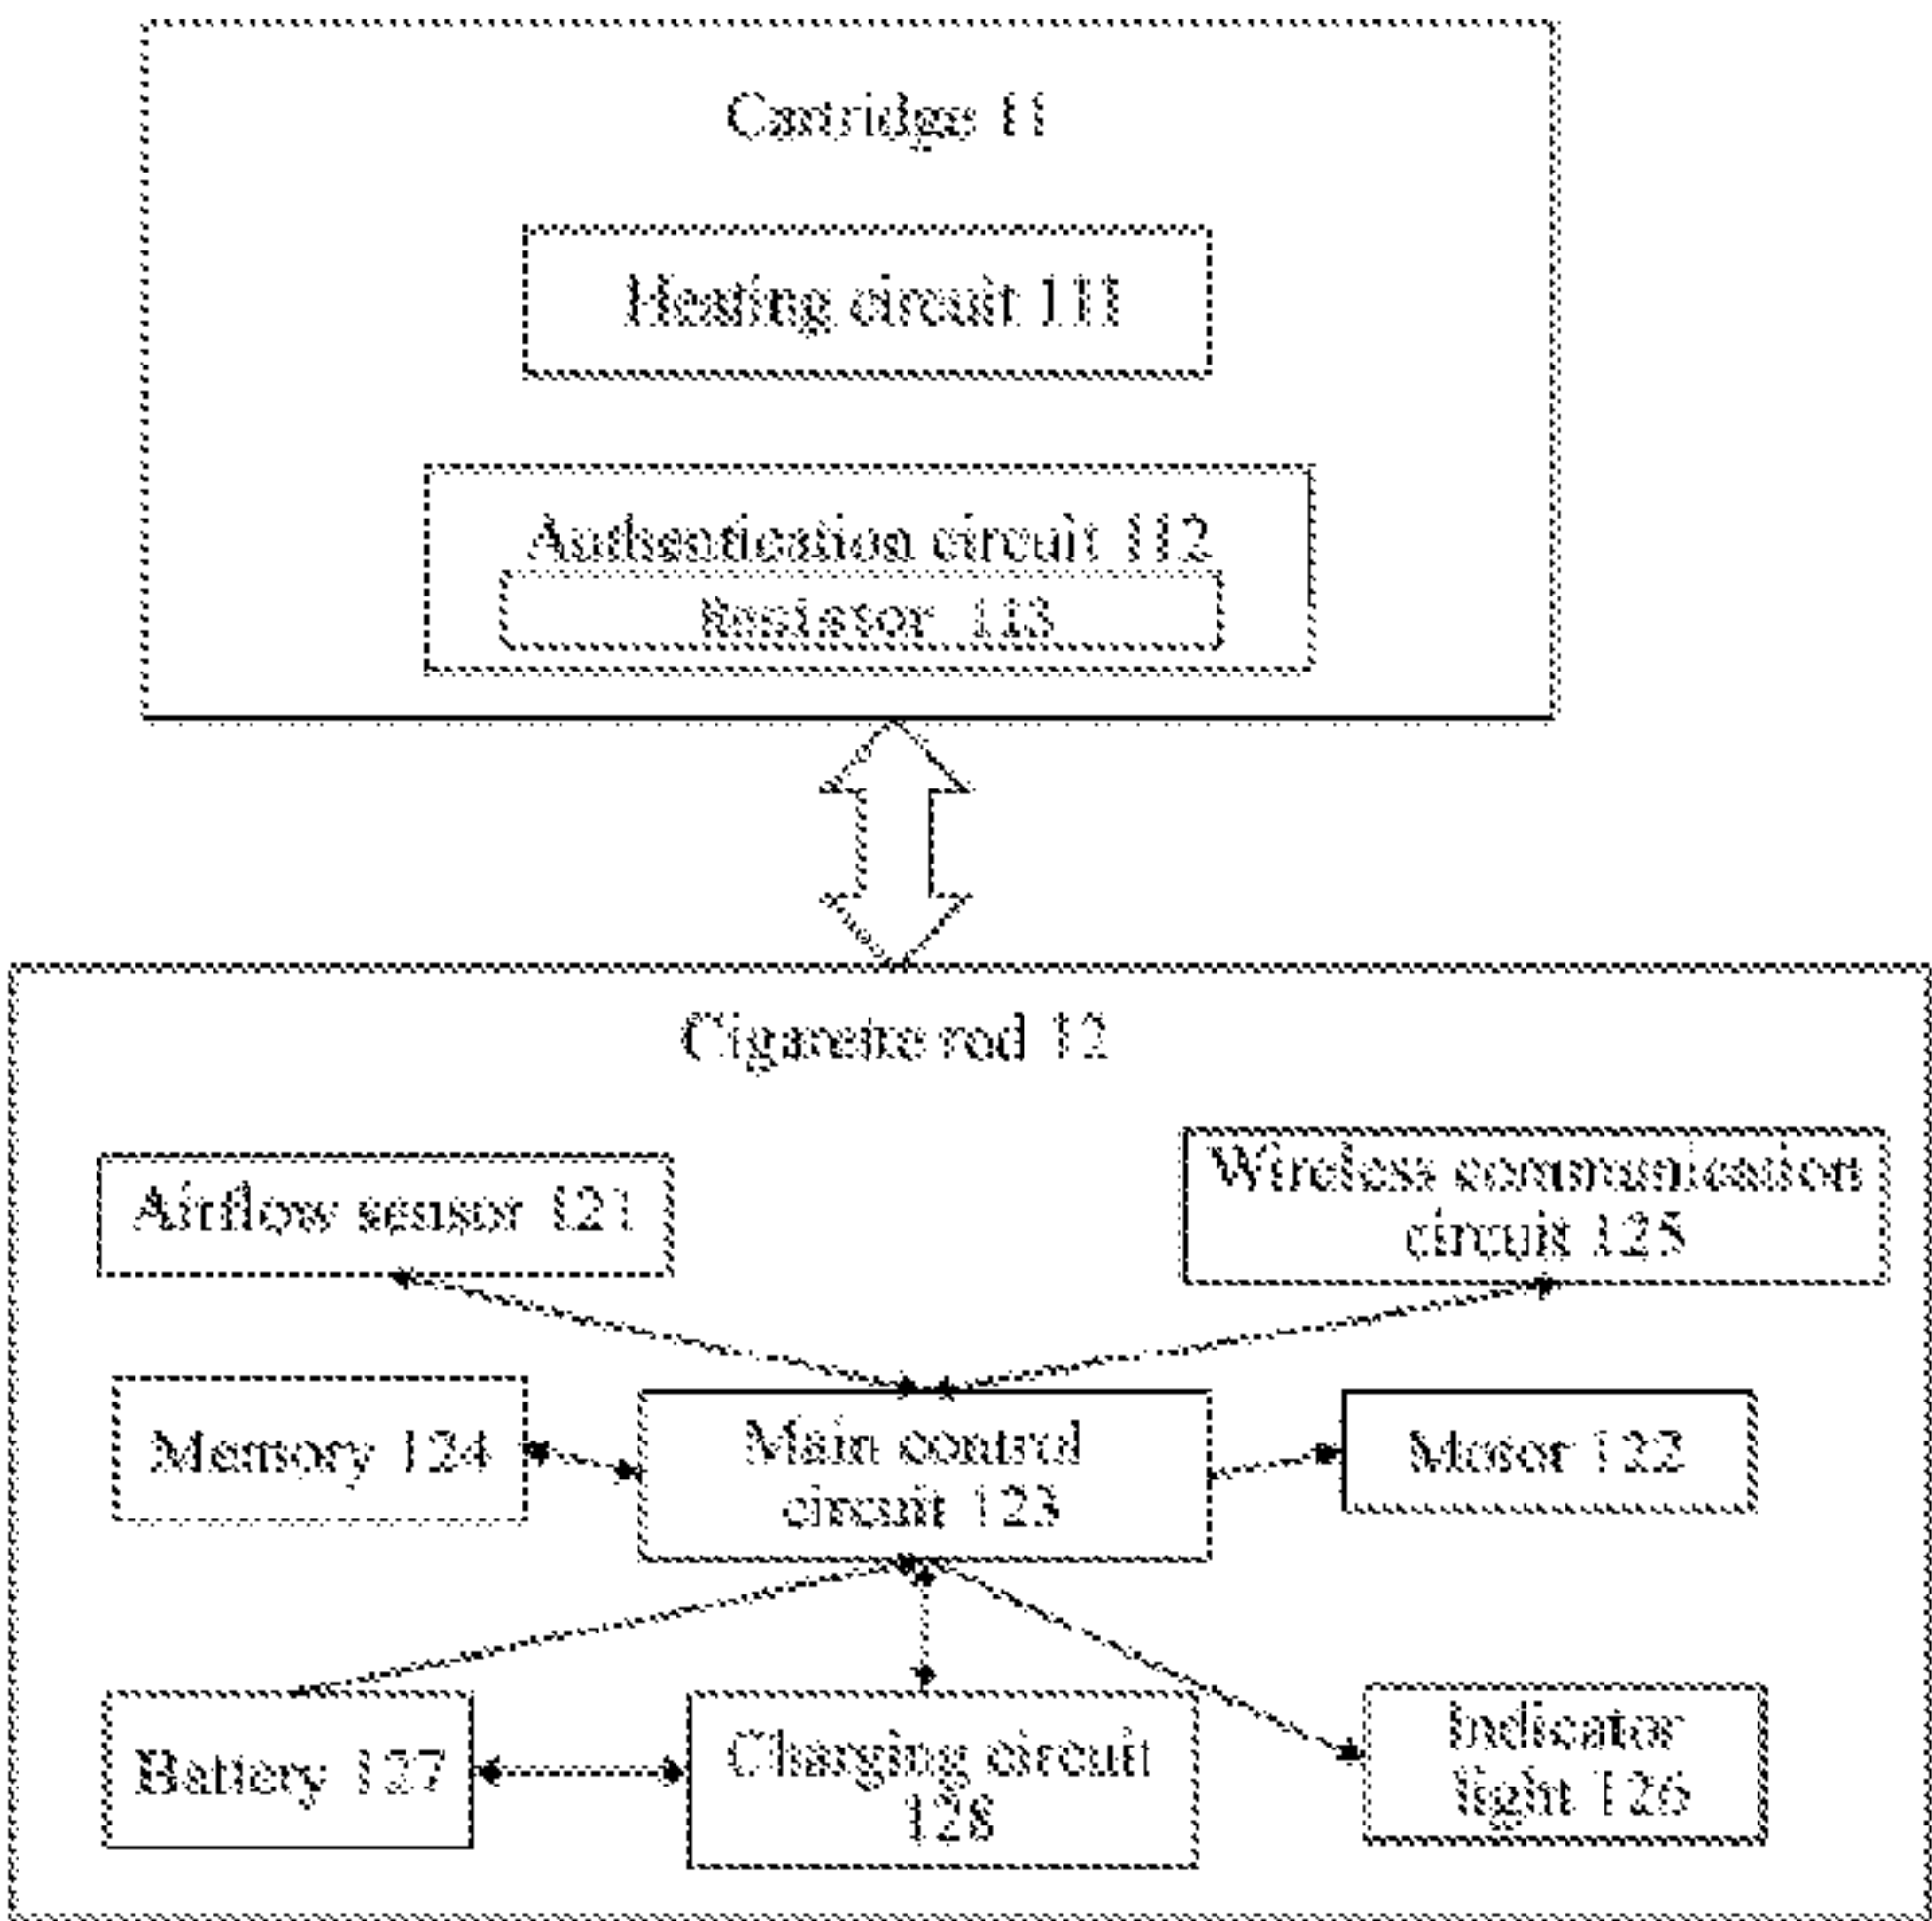 Cartridge 11
Heating circuit 111
Authentication circuit 112
Resistor 113
Cigarette rod 12
Airflow sensor 121
Wireless communication
circuit 125
Memory 124
Main control
circuit 123
Motor 122
Battery 127
Charging circuit
128
Indicator
light 126